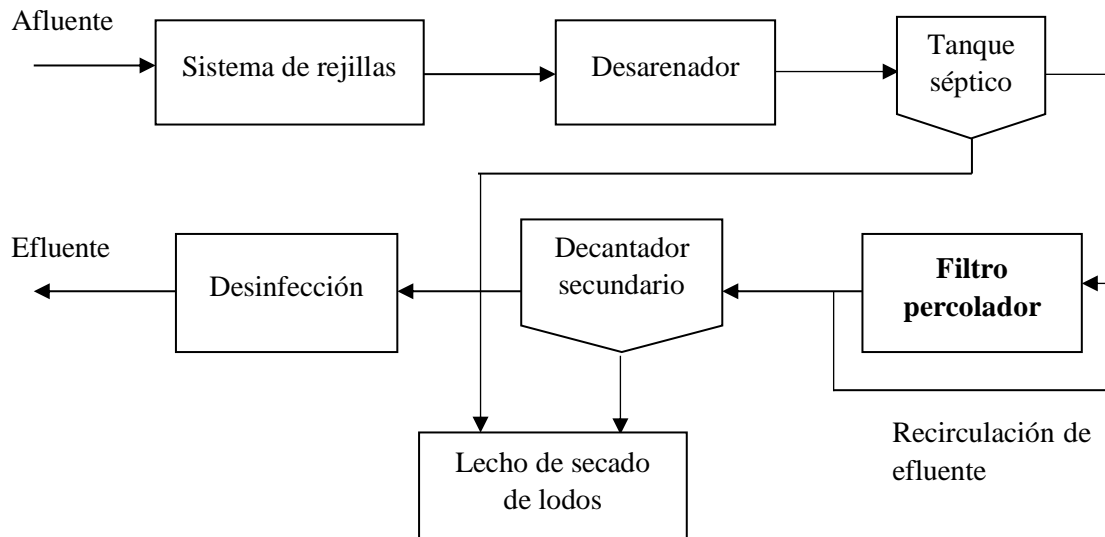 Afluente
Sistema de rejillas
Desarenador
Tanque
séptico
Efluente
Desinfección
Decantador
secundario
Filtro
percolador
Recirculación de
efluente
Lecho de secado
de lodos